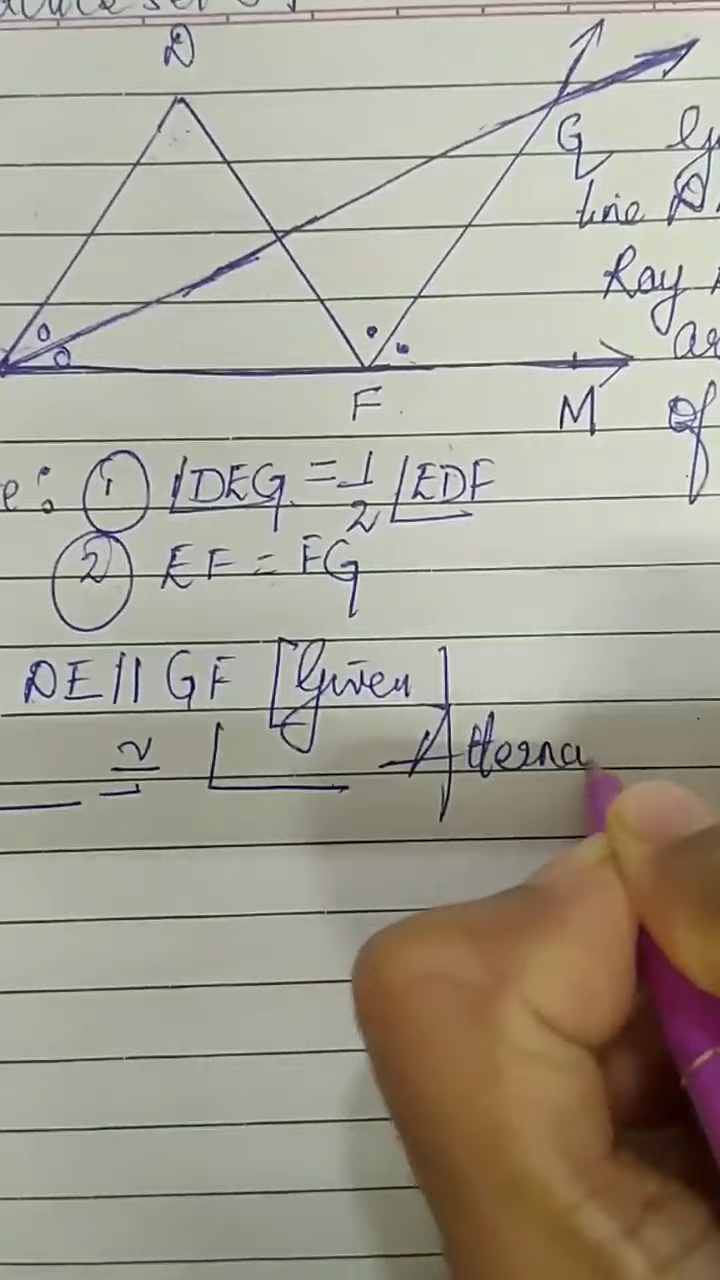 D
G
line D
Ray
F
M
of
e: ① ∠DEG = 1/2 ∠EDF
② EF = FG
DE || GF [Given]
≅ ∠ Alterna